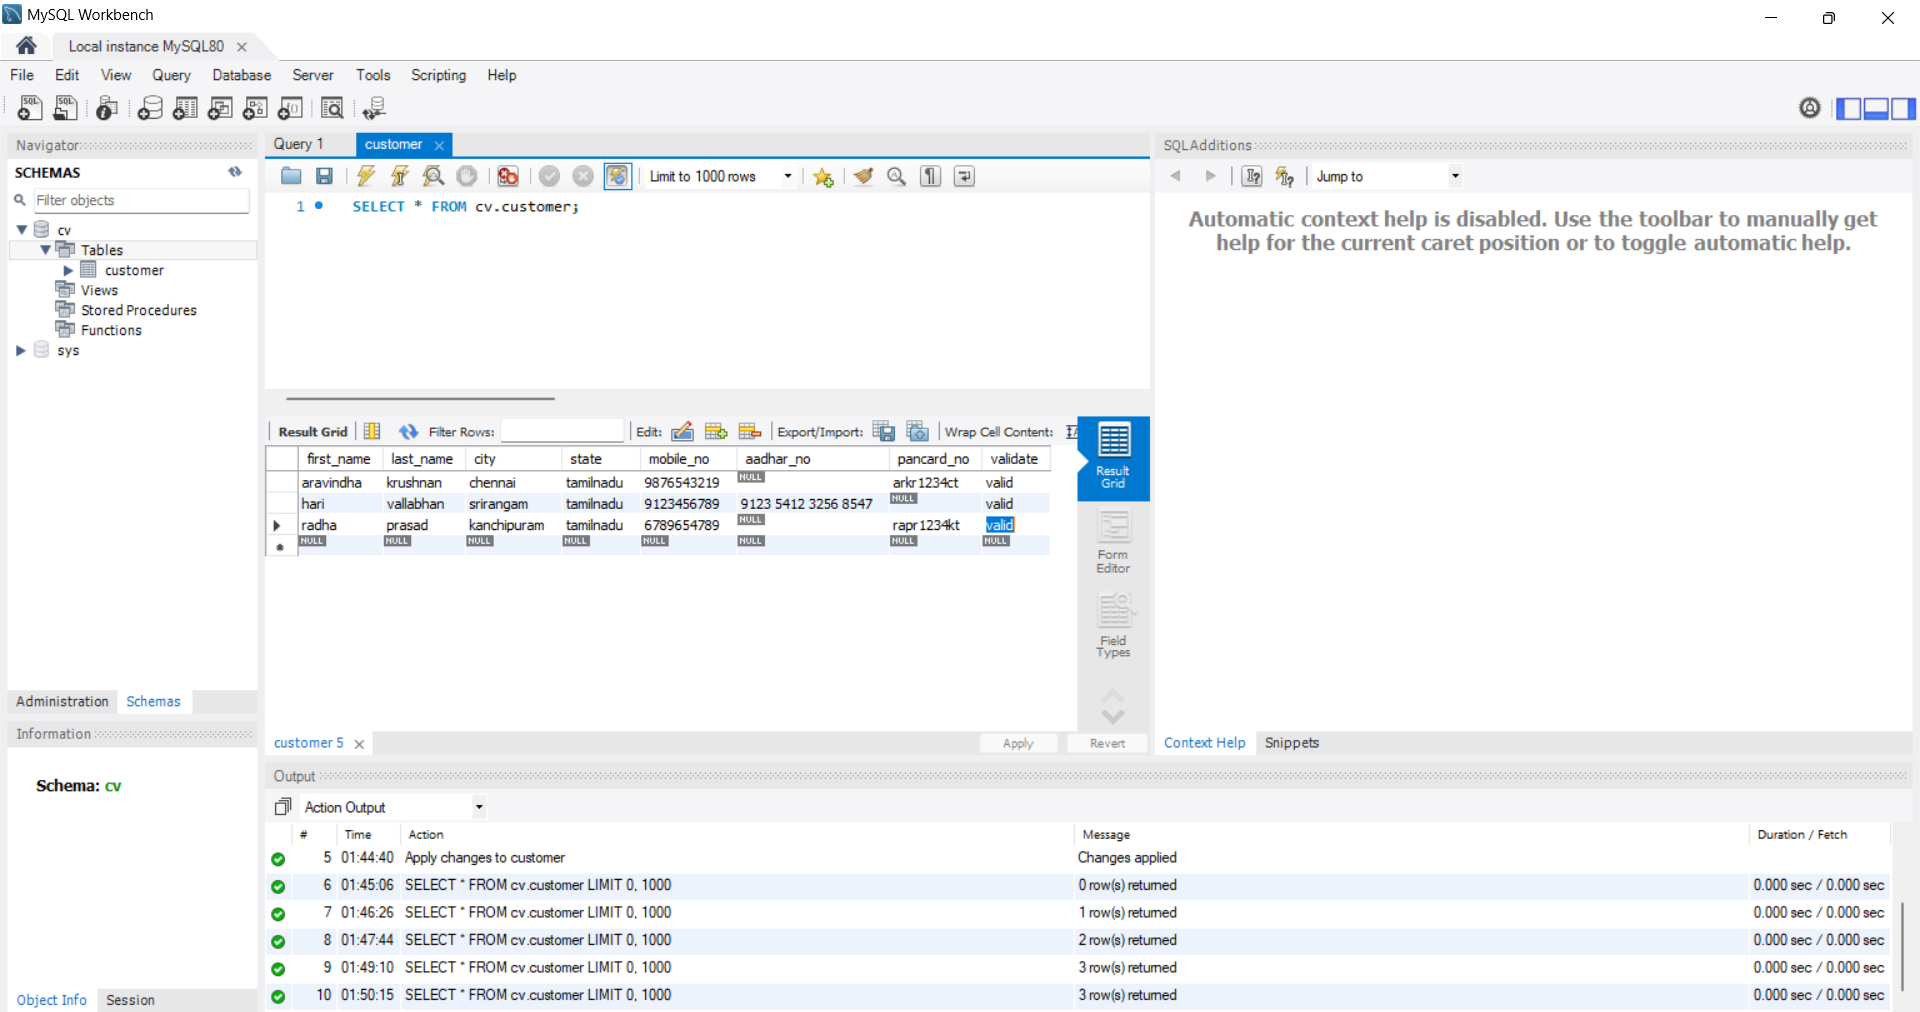 MySQL Workbench
Local instance MySQL80
File Edit View Query Database Server Tools Scripting Help
Navigator
SCHEMAS
Filter objects
cv
Tables
customer
Views
Stored Procedures
Functions
sys
Administration Schemas
Information
Schema: cv
Object Info Session
Query 1 customer
Limit to 1000 rows
1 SELECT * FROM cv.customer;
Result Grid Filter Rows: Edit: Export/Import: Wrap Cell Content:
first_name last_name city state mobile_no aadhar_no pancard_no validate
aravindha krushnan chennai tamilnadu 9876543219 NULL arkr1234ct valid
hari vallabhan srirangam tamilnadu 9123456789 9123 5412 3256 8547 NULL valid
radha prasad kanchipuram tamilnadu 6789654789 NULL rapr1234kt valid
NULL NULL NULL NULL NULL NULL NULL NULL
Result Grid
Form Editor
Field Types
customer 5 Apply Revert
SQLAdditions
Jump to
Automatic context help is disabled. Use the toolbar to manually get
help for the current caret position or to toggle automatic help.
Context Help Snippets
Output
Action Output
# Time Action Message Duration / Fetch
5 01:44:40 Apply changes to customer Changes applied
6 01:45:06 SELECT * FROM cv.customer LIMIT 0, 1000 0 row(s) returned 0.000 sec / 0.000 sec
7 01:46:26 SELECT * FROM cv.customer LIMIT 0, 1000 1 row(s) returned 0.000 sec / 0.000 sec
8 01:47:44 SELECT * FROM cv.customer LIMIT 0, 1000 2 row(s) returned 0.000 sec / 0.000 sec
9 01:49:10 SELECT * FROM cv.customer LIMIT 0, 1000 3 row(s) returned 0.000 sec / 0.000 sec
10 01:50:15 SELECT * FROM cv.customer LIMIT 0, 1000 3 row(s) returned 0.000 sec / 0.000 sec